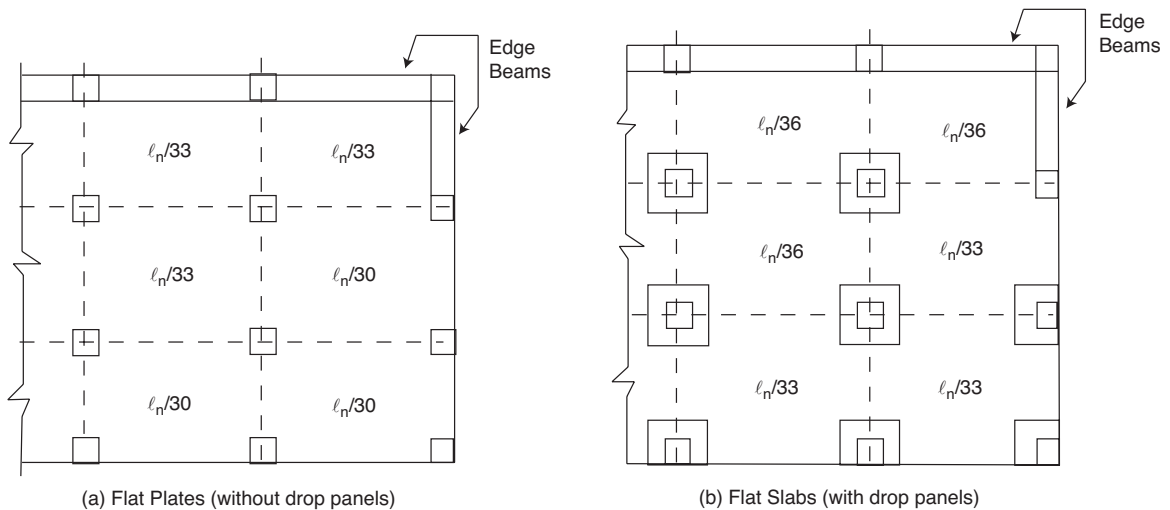 Edge
Beams
ℓn/33
ℓn/33
ℓn/33
ℓn/30
ℓn/30
ℓn/30
(a) Flat Plates (without drop panels)
Edge
Beams
ℓn/36
ℓn/36
ℓn/36
ℓn/33
ℓn/33
ℓn/33
(b) Flat Slabs (with drop panels)